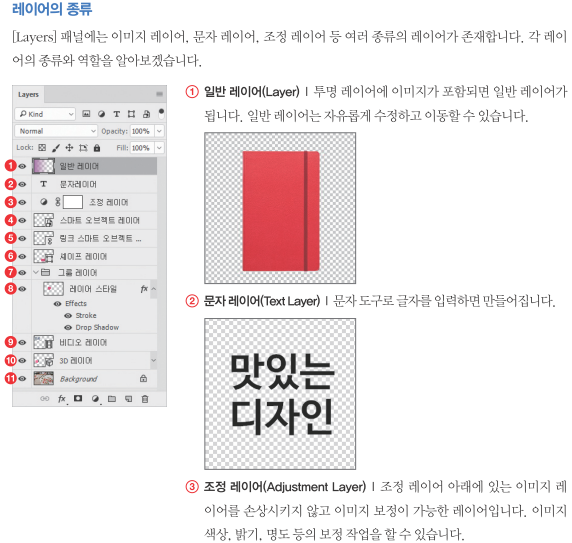 레이어의 종류
[Layers] 패널에는 이미지 레이어, 문자 레이어, 조정 레이어 등 여러 종류의 레이어가 존재합니다. 각 레이
어의 종류와 역할을 알아보겠습니다.
Layers
Kind
Normal
Opacity: 100%
Lock:
Fill: 100%
1 일반 레이어
2 T 문자레이어
3 조정 레이어
4 스마트 오브젝트 레이어
5 링크 스마트 오브젝트 ...
6 셰이프 레이어
7 그룹 레이어
8 레이어 스타일 fx
Effects
Stroke
Drop Shadow
9 비디오 레이어
10 3D 레이어
11 Background
fx
① 일반 레이어(Layer) | 투명 레이어에 이미지가 포함되면 일반 레이어가
됩니다. 일반 레이어는 자유롭게 수정하고 이동할 수 있습니다.
② 문자 레이어(Text Layer) | 문자 도구로 글자를 입력하면 만들어집니다.
맛있는
디자인
③ 조정 레이어(Adjustment Layer) | 조정 레이어 아래에 있는 이미지 레
이어를 손상시키지 않고 이미지 보정이 가능한 레이어입니다. 이미지
색상, 밝기, 명도 등의 보정 작업을 할 수 있습니다.